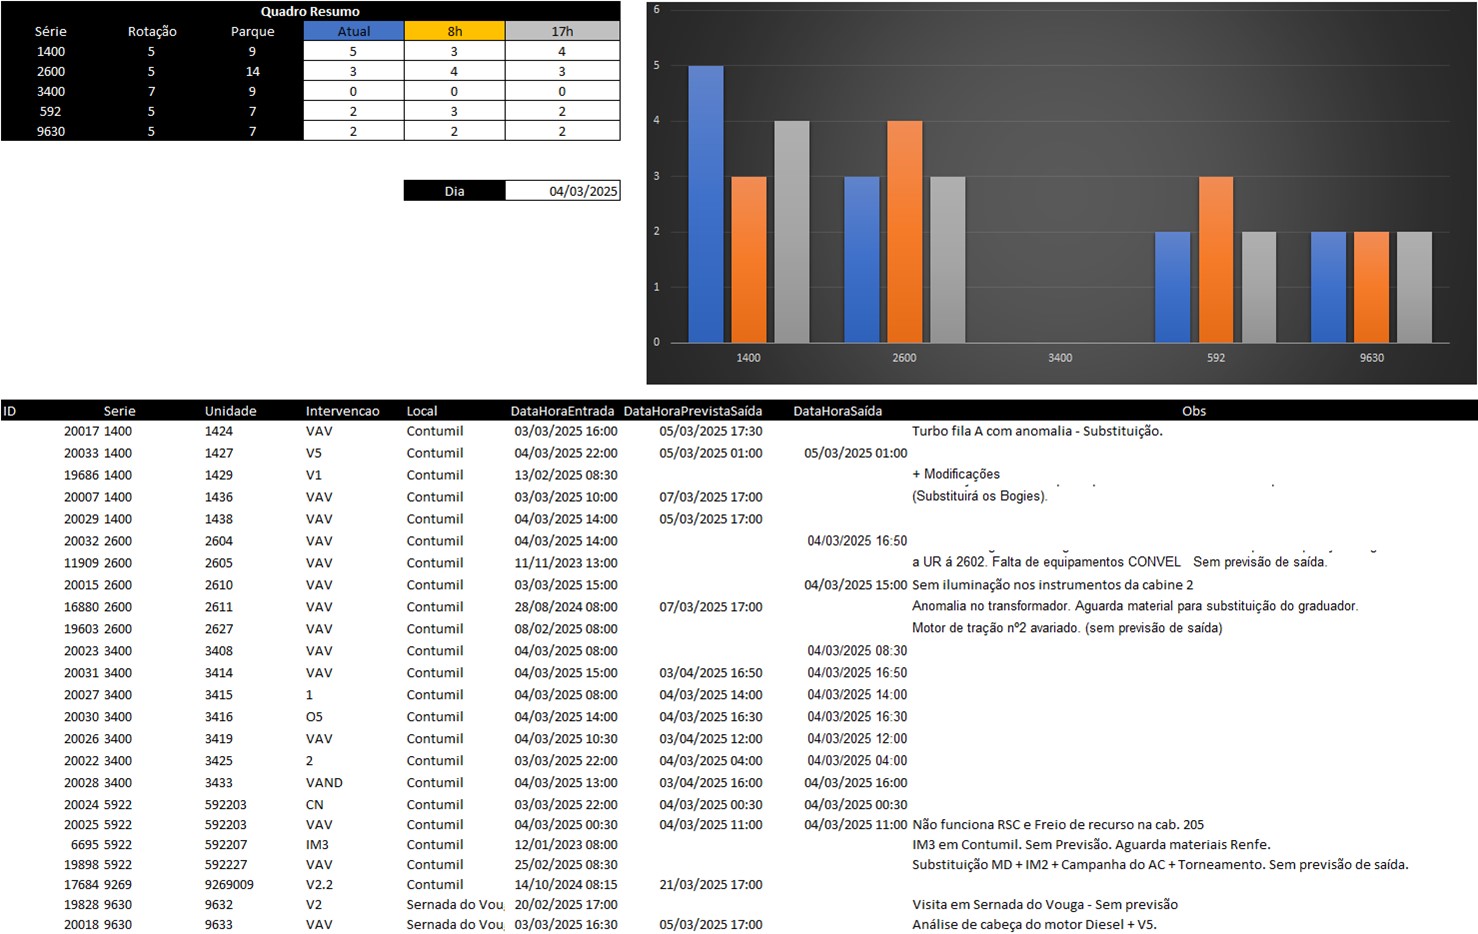 Quadro Resumo
Série Rotação Parque Atual 8h 17h
1400 5 9 5 3 4
2600 5 14 3 4 3
3400 7 9 0 0 0
592 5 7 2 3 2
9630 5 7 2 2 2
Dia 04/03/2025
6
5
4
3
2
1
0
1400 2600 3400 592 9630
ID Serie Unidade Intervencao Local DataHoraEntrada DataHoraPrevistaSaída DataHoraSaída Obs
20017 1400 1424 VAV Contumil 03/03/2025 16:00 05/03/2025 17:30 Turbo fila A com anomalia - Substituição.
20033 1400 1427 V5 Contumil 04/03/2025 22:00 05/03/2025 01:00 05/03/2025 01:00
19686 1400 1429 V1 Contumil 13/02/2025 08:30 + Modificações
20007 1400 1436 VAV Contumil 03/03/2025 10:00 07/03/2025 17:00 (Substituirá os Bogies).
20029 1400 1438 VAV Contumil 04/03/2025 14:00 05/03/2025 17:00
20032 2600 2604 VAV Contumil 04/03/2025 14:00 04/03/2025 16:50
11909 2600 2605 VAV Contumil 11/11/2023 13:00 a UR á 2602. Falta de equipamentos CONVEL Sem previsão de saída.
20015 2600 2610 VAV Contumil 03/03/2025 15:00 04/03/2025 15:00 Sem iluminação nos instrumentos da cabine 2
16880 2600 2611 VAV Contumil 28/08/2024 08:00 07/03/2025 17:00 Anomalia no transformador. Aguarda material para substituição do graduador.
19603 2600 2627 VAV Contumil 08/02/2025 08:00 Motor de tração nº2 avariado. (sem previsão de saída)
20023 3400 3408 VAV Contumil 04/03/2025 08:00 04/03/2025 08:30
20031 3400 3414 VAV Contumil 04/03/2025 15:00 03/04/2025 16:50 04/03/2025 16:50
20027 3400 3415 1 Contumil 04/03/2025 08:00 04/03/2025 14:00 04/03/2025 14:00
20030 3400 3416 O5 Contumil 04/03/2025 14:00 04/03/2025 16:30 04/03/2025 16:30
20026 3400 3419 VAV Contumil 04/03/2025 10:30 03/04/2025 12:00 04/03/2025 12:00
20022 3400 3425 2 Contumil 03/03/2025 22:00 04/03/2025 04:00 04/03/2025 04:00
20028 3400 3433 VAND Contumil 04/03/2025 13:00 03/04/2025 16:00 04/03/2025 16:00
20024 5922 592203 CN Contumil 03/03/2025 22:00 04/03/2025 00:30 04/03/2025 00:30
20025 5922 592203 VAV Contumil 04/03/2025 00:30 04/03/2025 11:00 04/03/2025 11:00 Não funciona RSC e Freio de recurso na cab. 205
6695 5922 592207 IM3 Contumil 12/01/2023 08:00 IM3 em Contumil. Sem Previsão. Aguarda materiais Renfe.
19898 5922 592227 VAV Contumil 25/02/2025 08:30 Substituição MD + IM2 + Campanha do AC + Torneamento. Sem previsão de saída.
17684 9269 9269009 V2.2 Contumil 14/10/2024 08:15 21/03/2025 17:00
19828 9630 9632 V2 Sernada do Vou 20/02/2025 17:00 Visita em Sernada do Vouga - Sem previsão
20018 9630 9633 VAV Sernada do Vou 03/03/2025 16:30 05/03/2025 17:00 Análise de cabeça do motor Diesel + V5.